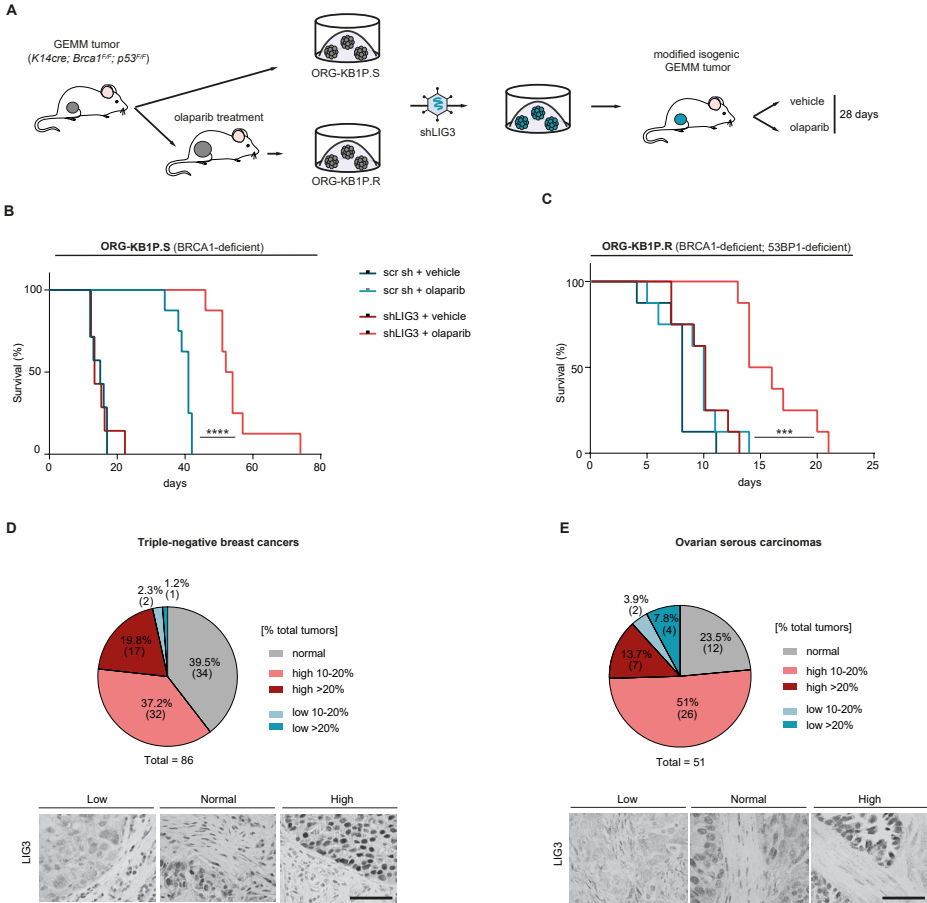 A
GEMM tumor
(K14cre; Brca1F/F; p53F/F)
ORG-KB1P.S
olaparib treatment
ORG-KB1P.R
shLIG3
modified isogenic
GEMM tumor
vehicle
olaparib
28 days
B
ORG-KB1P.S (BRCA1-deficient)
Survival (%)
100
50
0
0
20
40
60
80
days
****
scr sh + vehicle
scr sh + olaparib
shLIG3 + vehicle
shLIG3 + olaparib
C
ORG-KB1P.R (BRCA1-deficient; 53BP1-deficient)
Survival (%)
100
50
0
0
5
10
15
20
25
days
***
D
Triple-negative breast cancers
1.2%
(1)
2.3%
(2)
19.8%
(17)
39.5%
(34)
37.2%
(32)
Total = 86
[% total tumors]
normal
high 10-20%
high >20%
low 10-20%
low >20%
Low
Normal
High
LIG3
E
Ovarian serous carcinomas
3.9%
(2)
7.8%
(4)
23.5%
(12)
13.7%
(7)
51%
(26)
Total = 51
[% total tumors]
normal
high 10-20%
high >20%
low 10-20%
low >20%
Low
Normal
High
LIG3